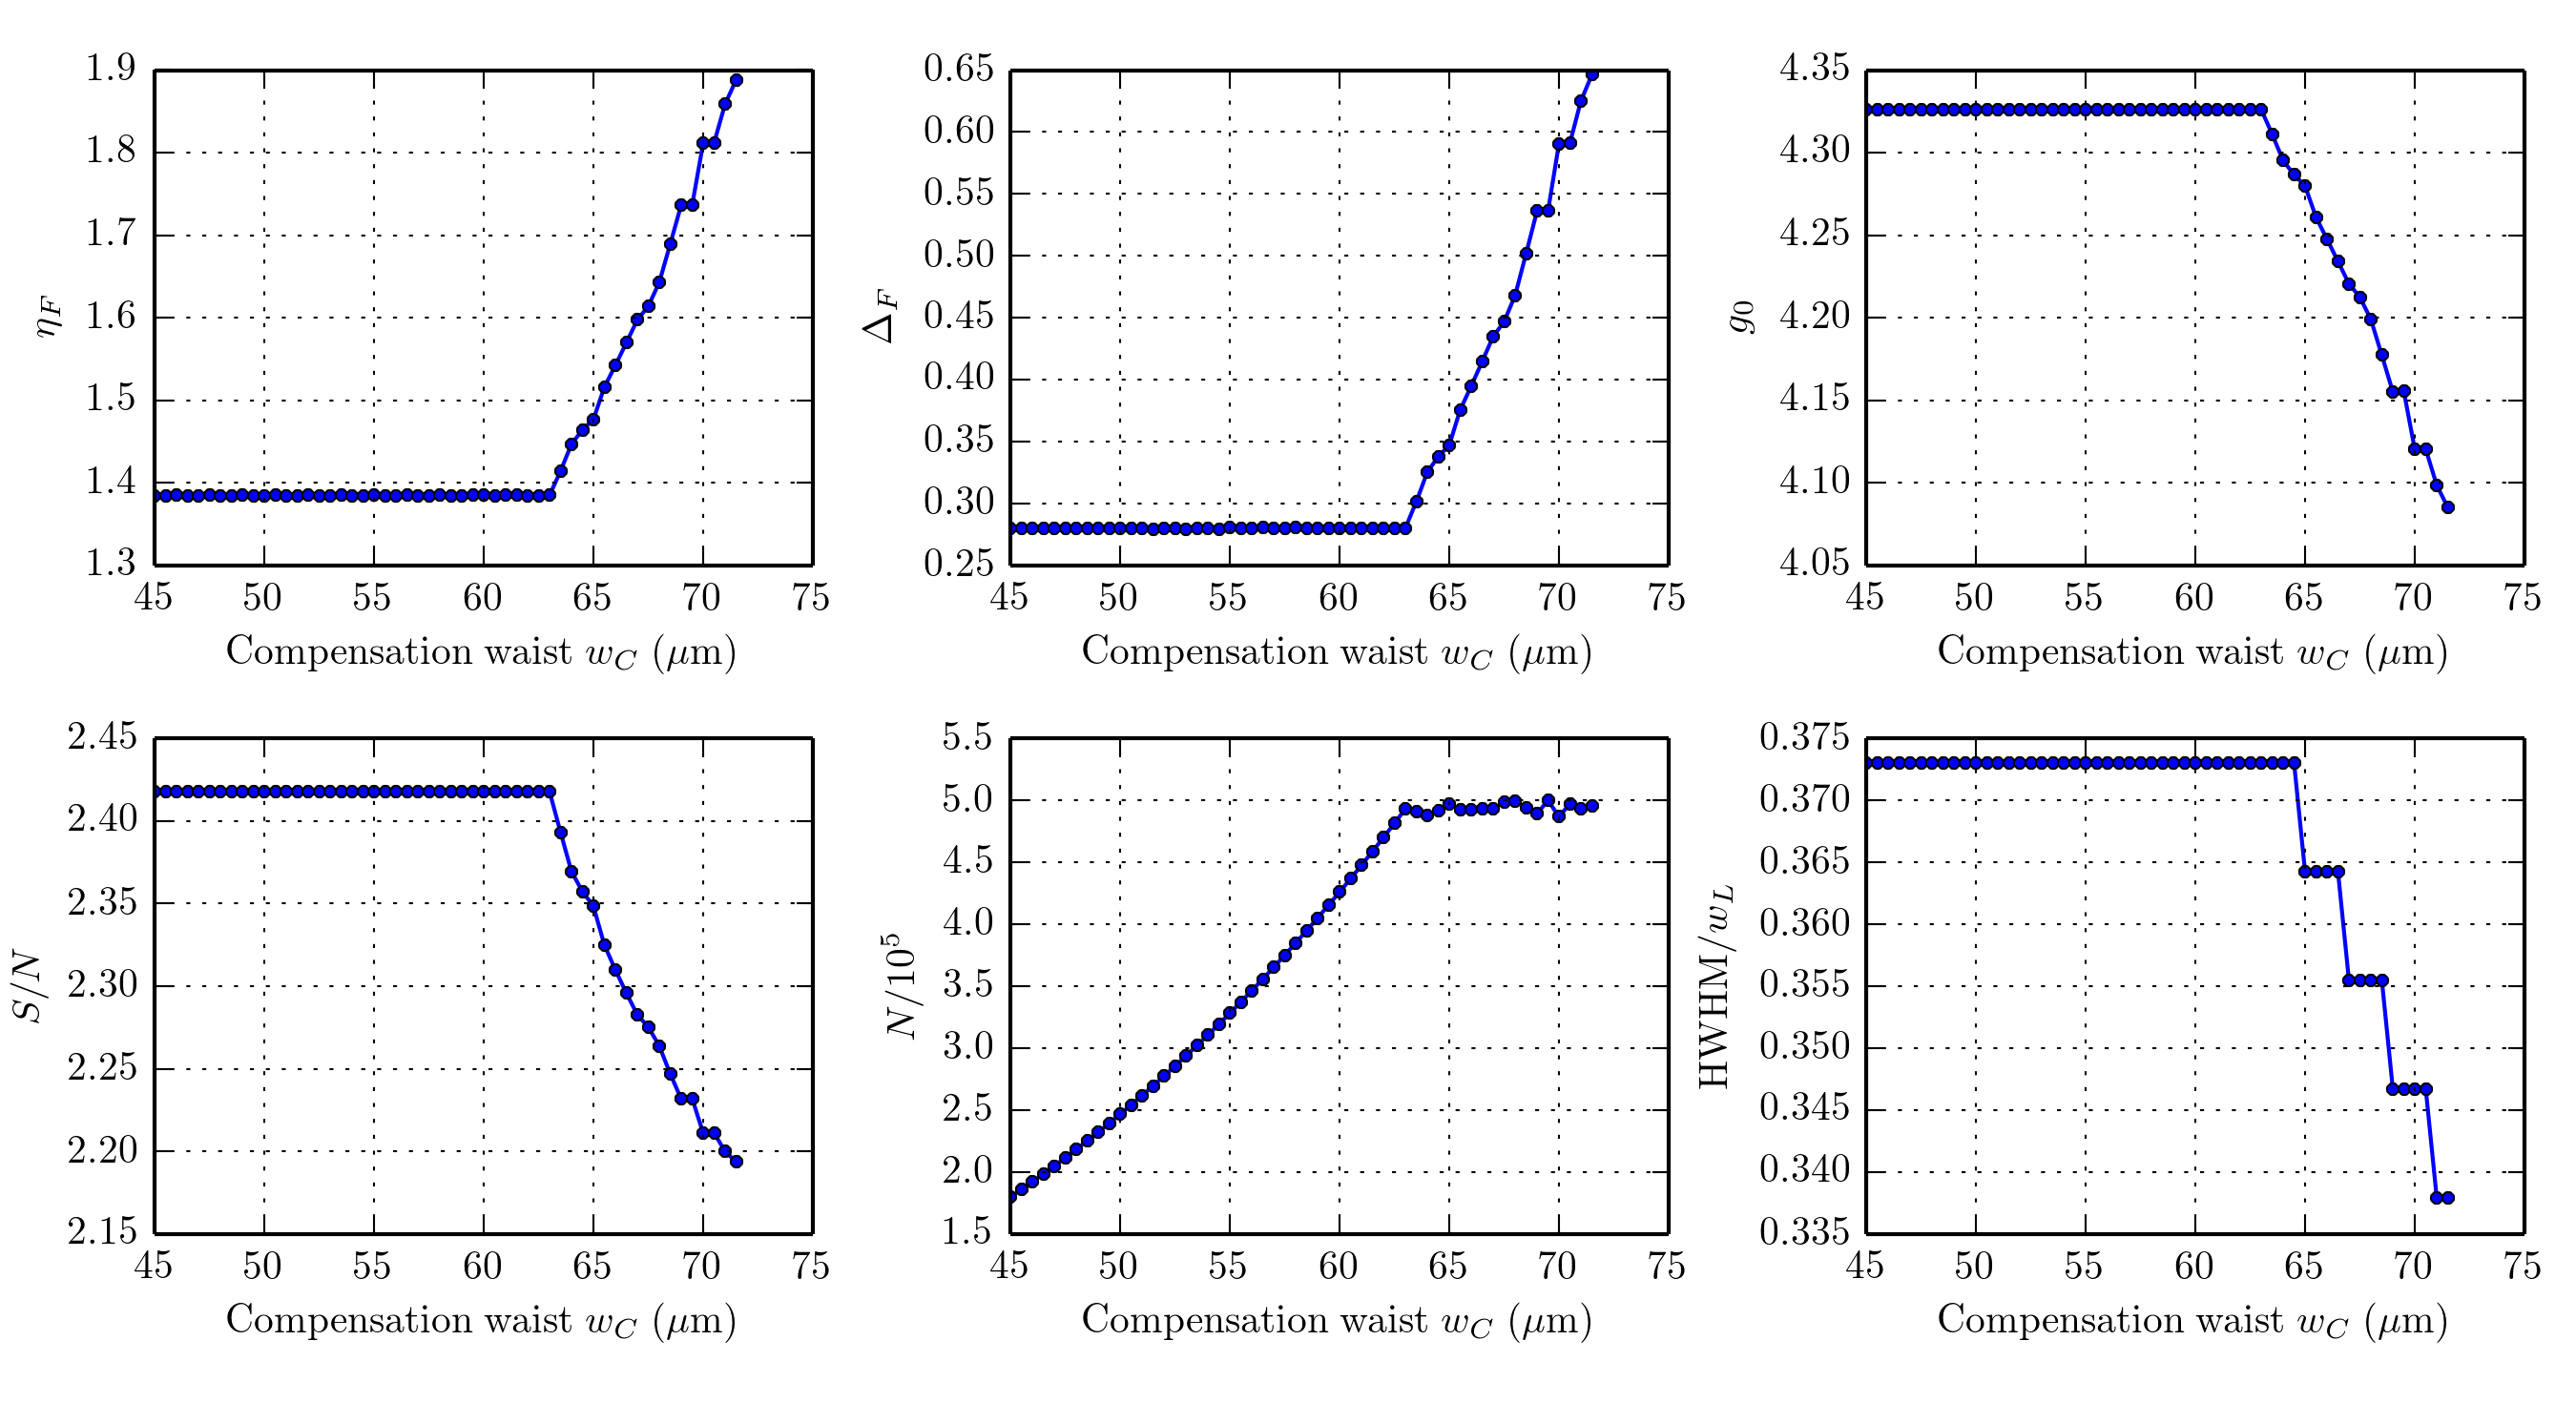 1.9
1.8
1.7
1.6
1.5
1.4
1.3
η_F
45 50 55 60 65 70 75
Compensation waist w_C (μm)
0.65
0.60
0.55
0.50
0.45
0.40
0.35
0.30
0.25
Δ_F
45 50 55 60 65 70 75
Compensation waist w_C (μm)
4.35
4.30
4.25
4.20
4.15
4.10
4.05
g_0
45 50 55 60 65 70 75
Compensation waist w_C (μm)
2.45
2.40
2.35
2.30
2.25
2.20
2.15
S/N
45 50 55 60 65 70 75
Compensation waist w_C (μm)
5.5
5.0
4.5
4.0
3.5
3.0
2.5
2.0
1.5
N/10^5
45 50 55 60 65 70 75
Compensation waist w_C (μm)
0.375
0.370
0.365
0.360
0.355
0.350
0.345
0.340
0.335
HWHM/w_L
45 50 55 60 65 70 75
Compensation waist w_C (μm)